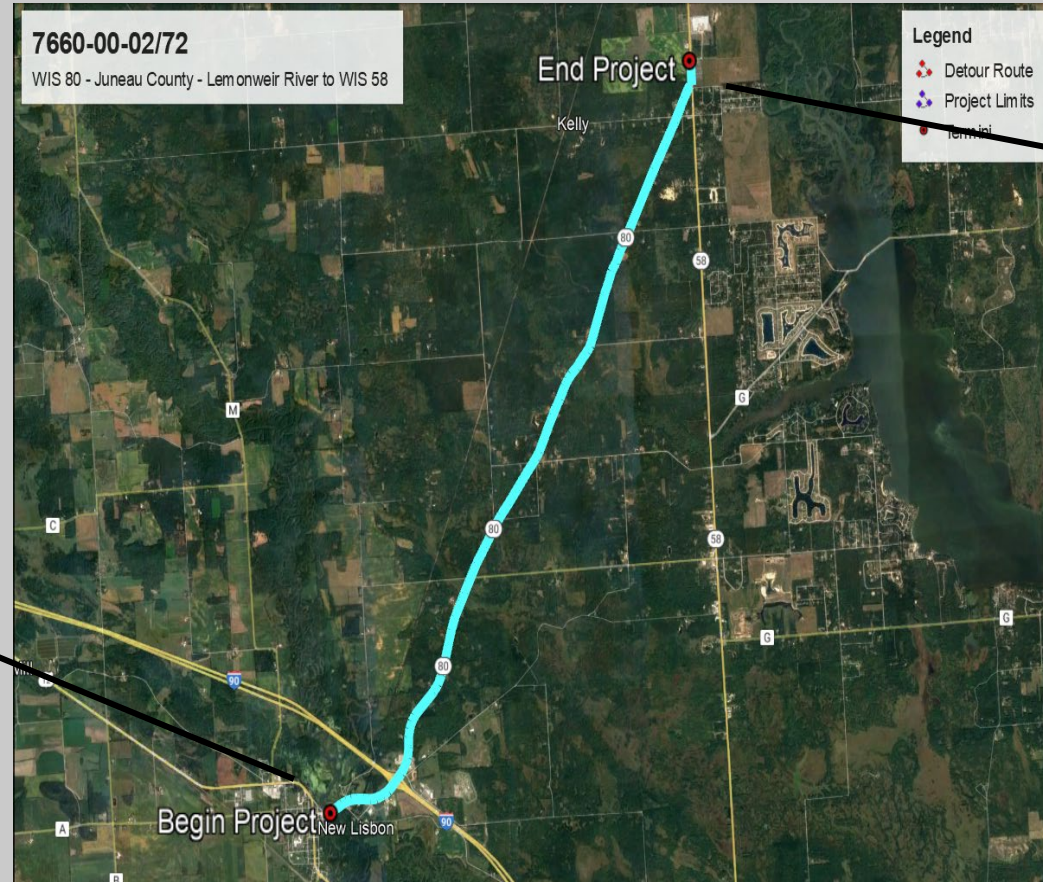 7660-00-02/72
WIS 80 - Juneau County - Lemonweir River to WIS 58
Legend
Detour Route
Project Limits
Termini
End Project
Kelly
80
58
M
G
C
80
58
G
G
80
90
A
Begin Project
New Lisbon
90
B